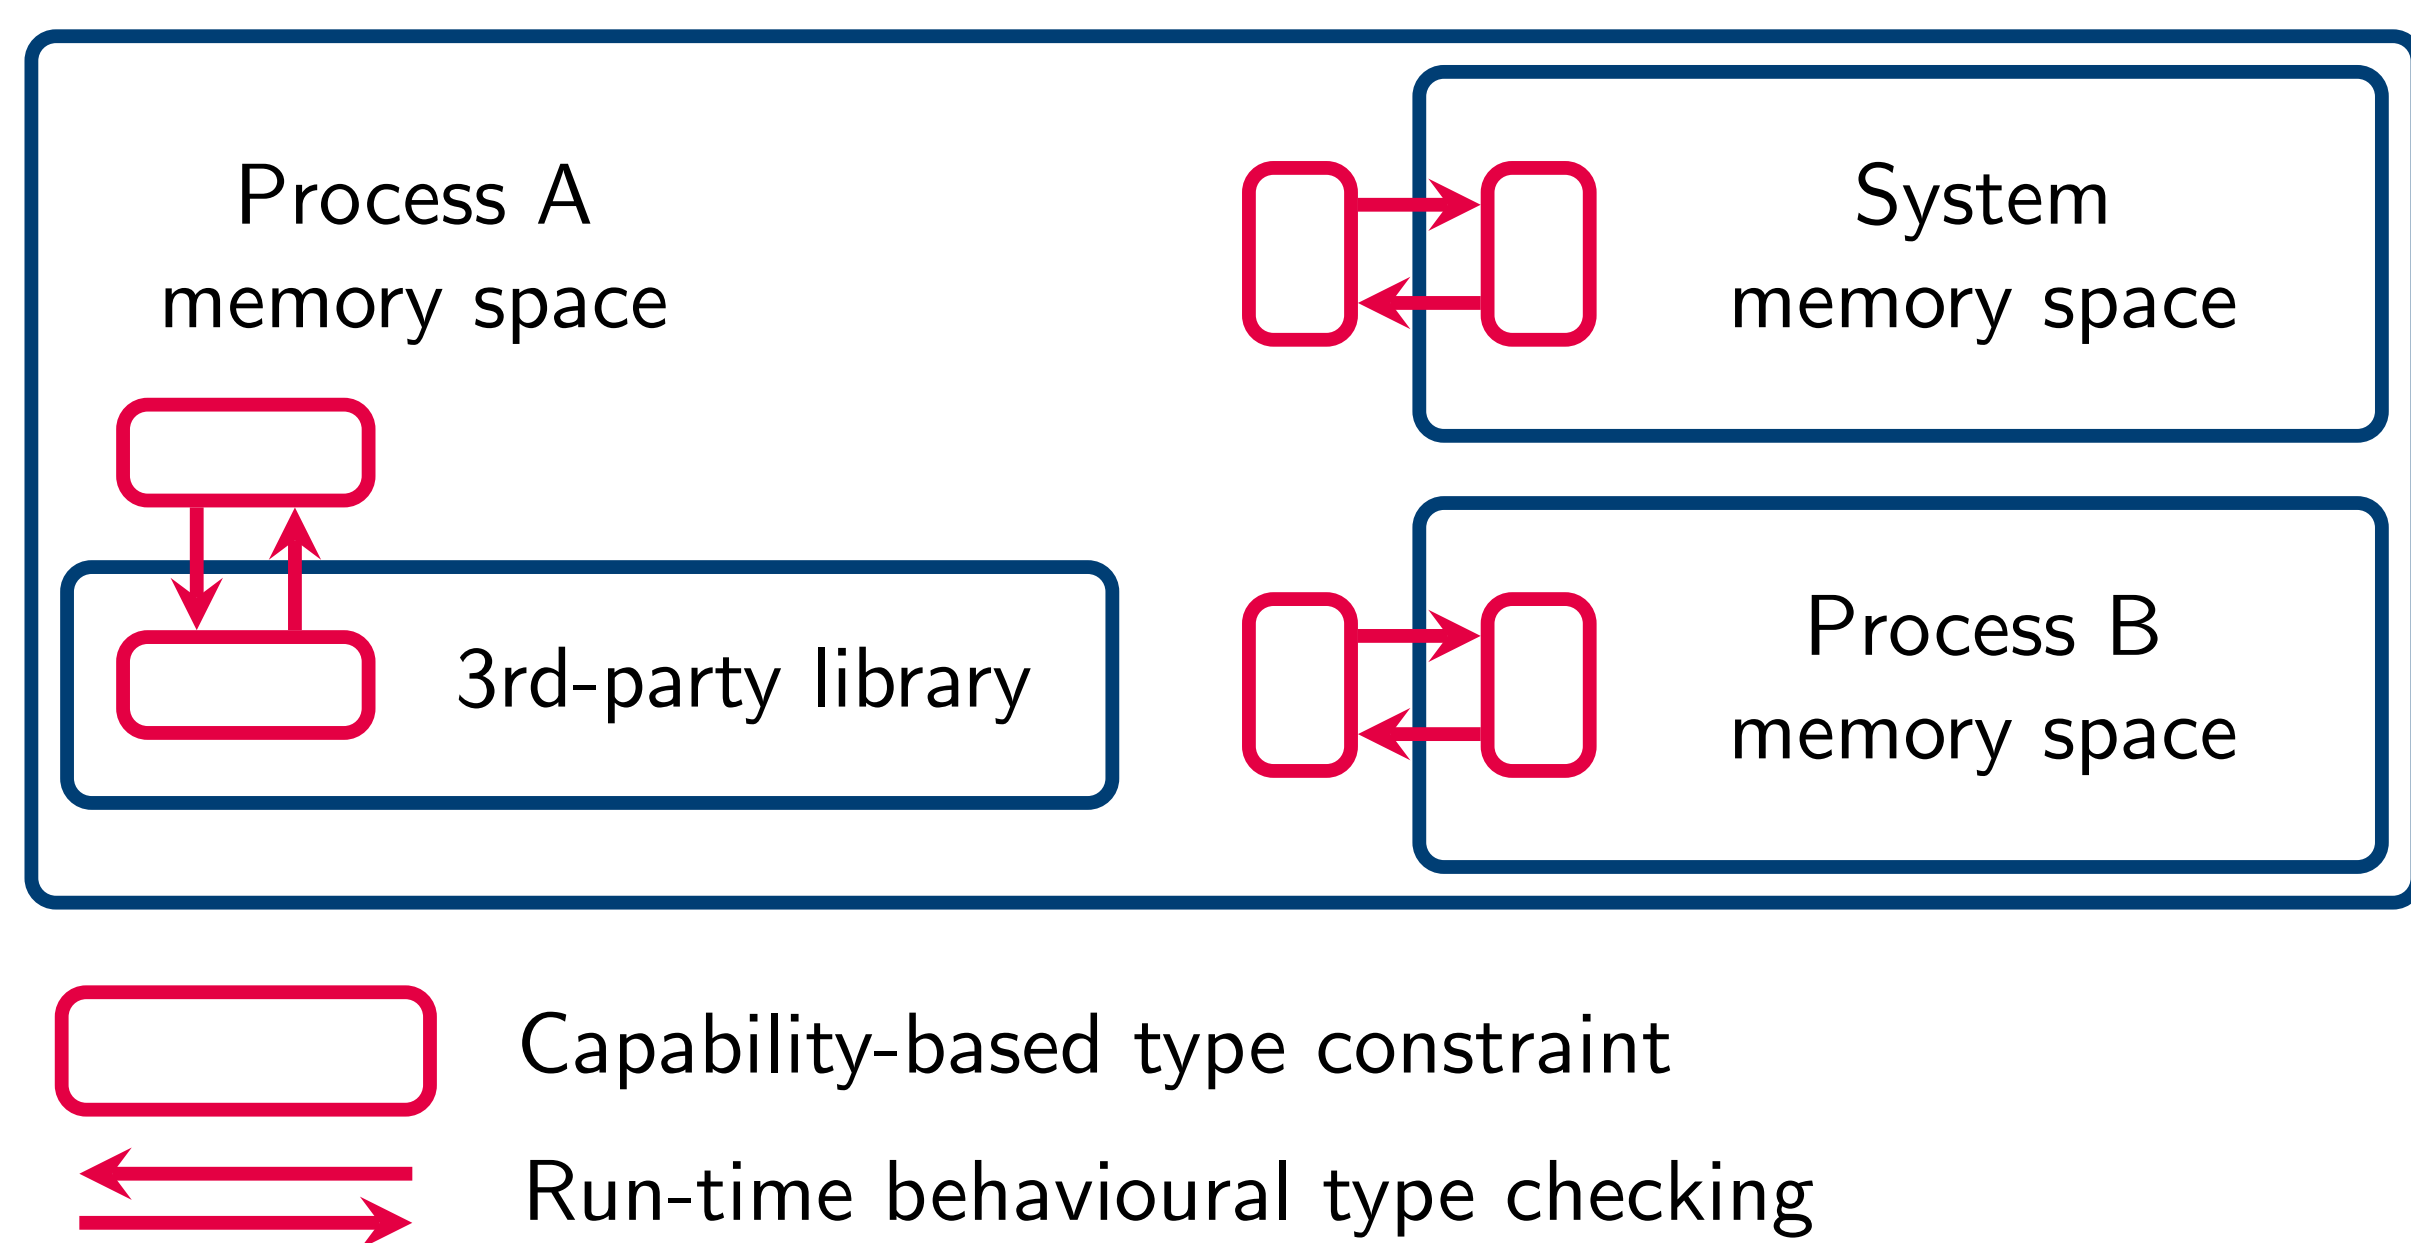 Process A
memory space
System
memory space
3rd-party library
Process B
memory space
Capability-based type constraint
Run-time behavioural type checking